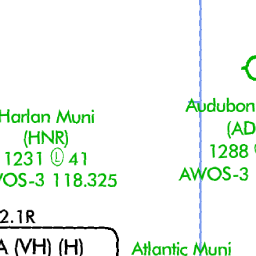 Harlan Muni
(HNR)
1231 Ⓛ 41
AWOS-3 118.325
Audubon
(AD
1288
AWOS-3
2.1R
A (VH) (H)
Atlantic Muni